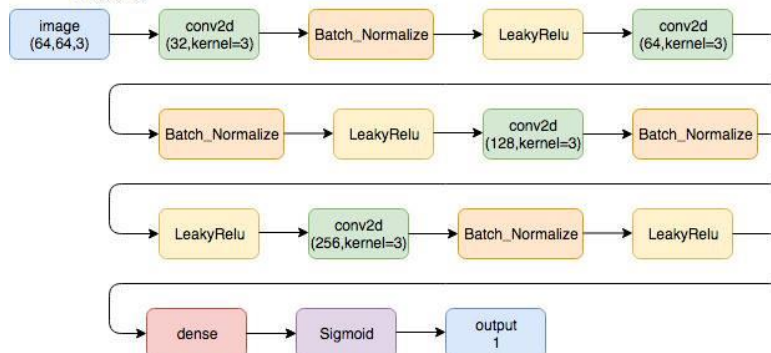 image
(64,64,3)
conv2d
(32,kernel=3)
Batch_Normalize
LeakyRelu
conv2d
(64,kernel=3)
Batch_Normalize
LeakyRelu
conv2d
(128,kernel=3)
Batch_Normalize
LeakyRelu
conv2d
(256,kernel=3)
Batch_Normalize
LeakyRelu
dense
Sigmoid
output
1